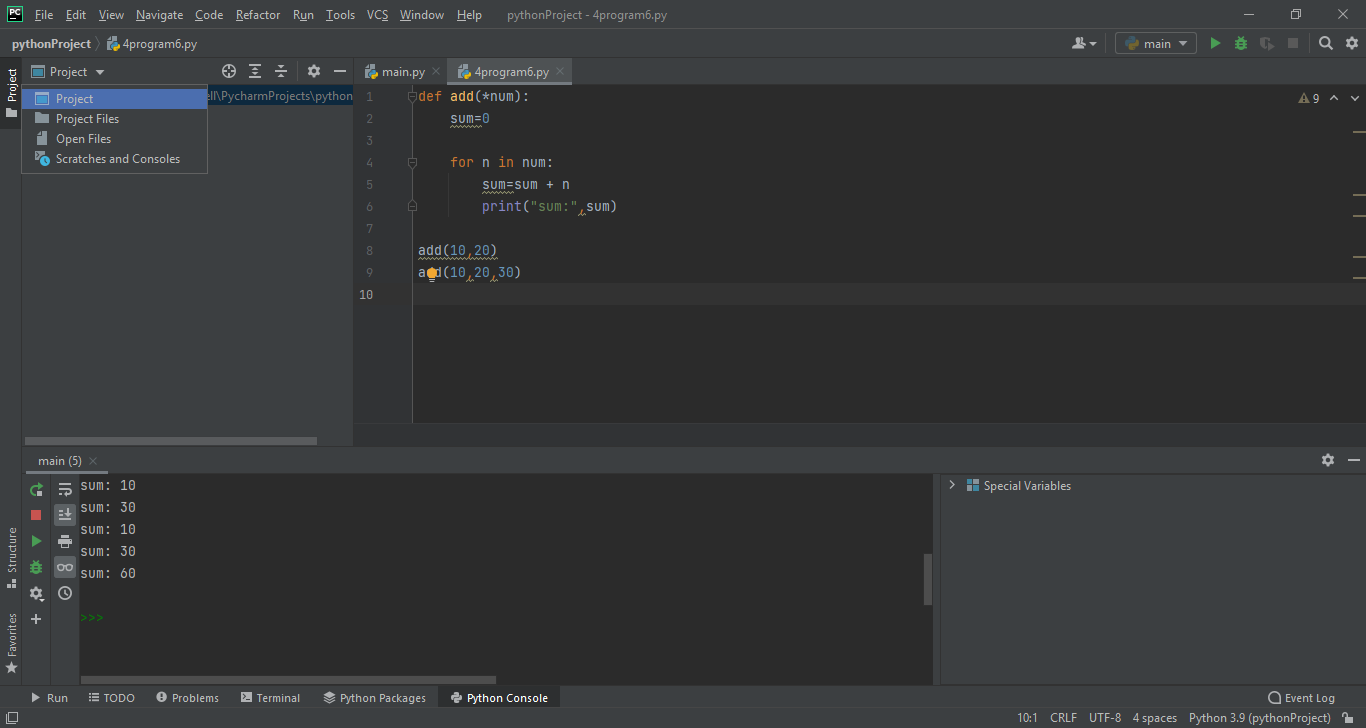 PC File Edit View Navigate Code Refactor Run Tools VCS Window Help pythonProject - 4program6.py
pythonProject 4program6.py main
Project
Project main.py 4program6.py
Project
Project Files
Open Files
Scratches and Consoles
ell\PycharmProjects\python
9
1 def add(*num):
2     sum=0
3
4     for n in num:
5         sum=sum + n
6         print("sum:",sum)
7
8 add(10,20)
9 add(10,20,30)
10
main (5)
sum: 10
sum: 30
sum: 10
sum: 30
sum: 60
>>>
Special Variables
Structure
Favorites
Run TODO Problems Terminal Python Packages Python Console Event Log
10:1 CRLF UTF-8 4 spaces Python 3.9 (pythonProject)